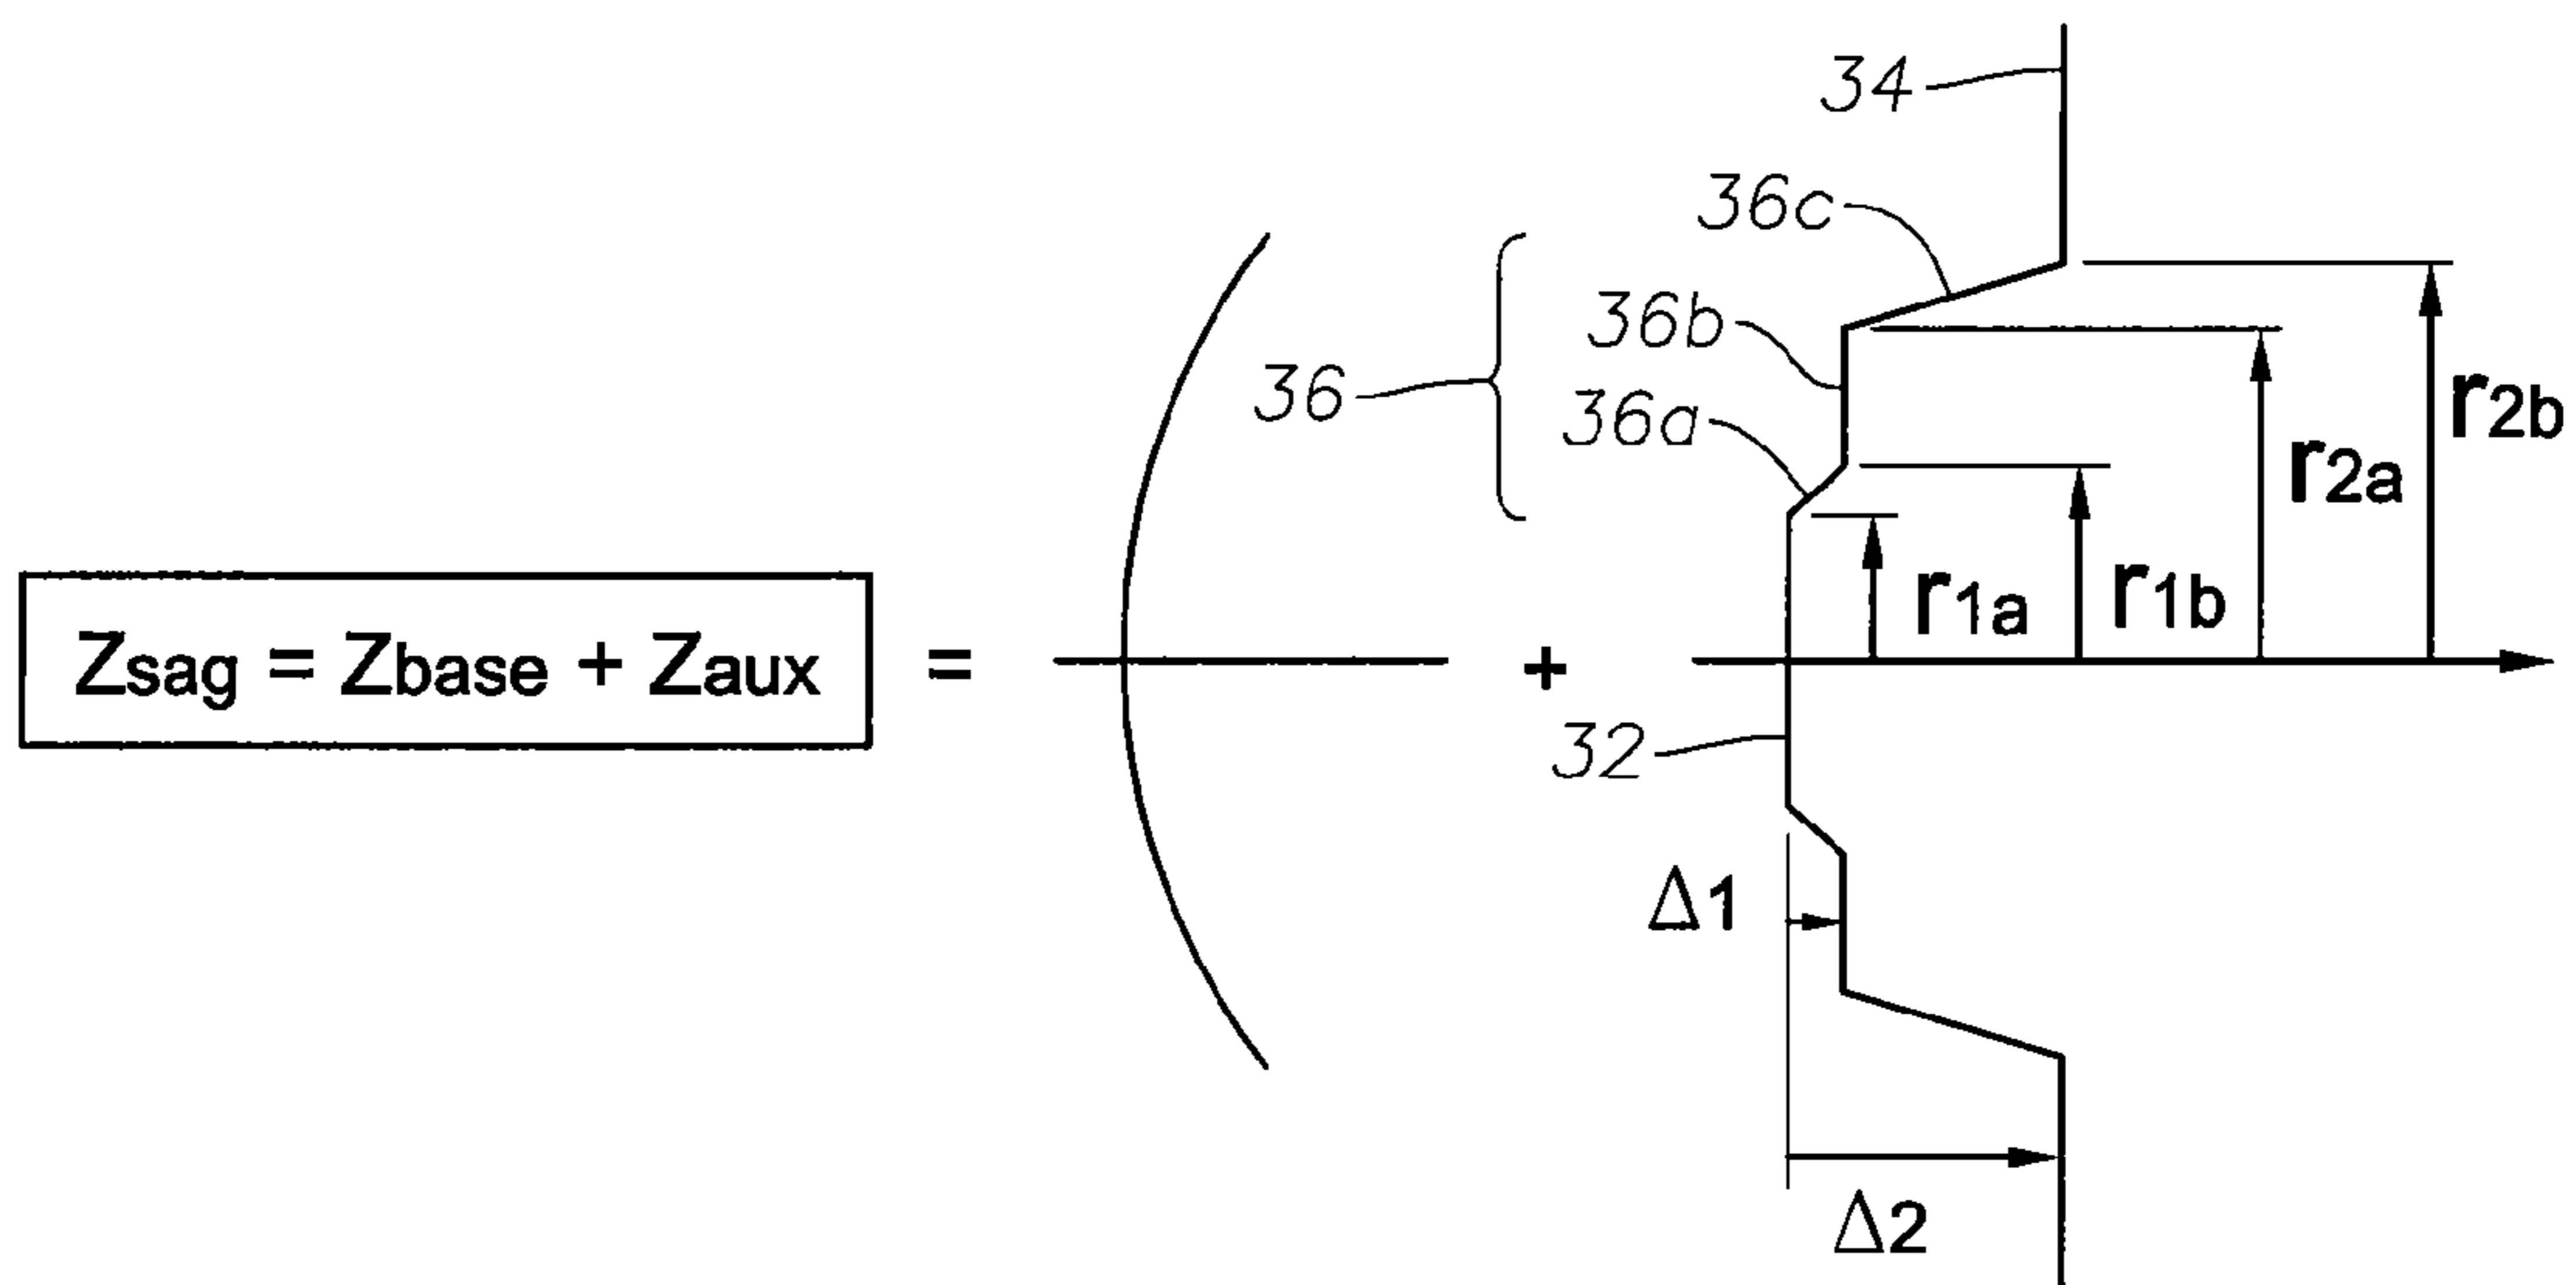 34
36c
36b
36
36a
r2b
r2a
r1b
r1a
Zsag = Zbase + Zaux = +
32
Δ1
Δ2